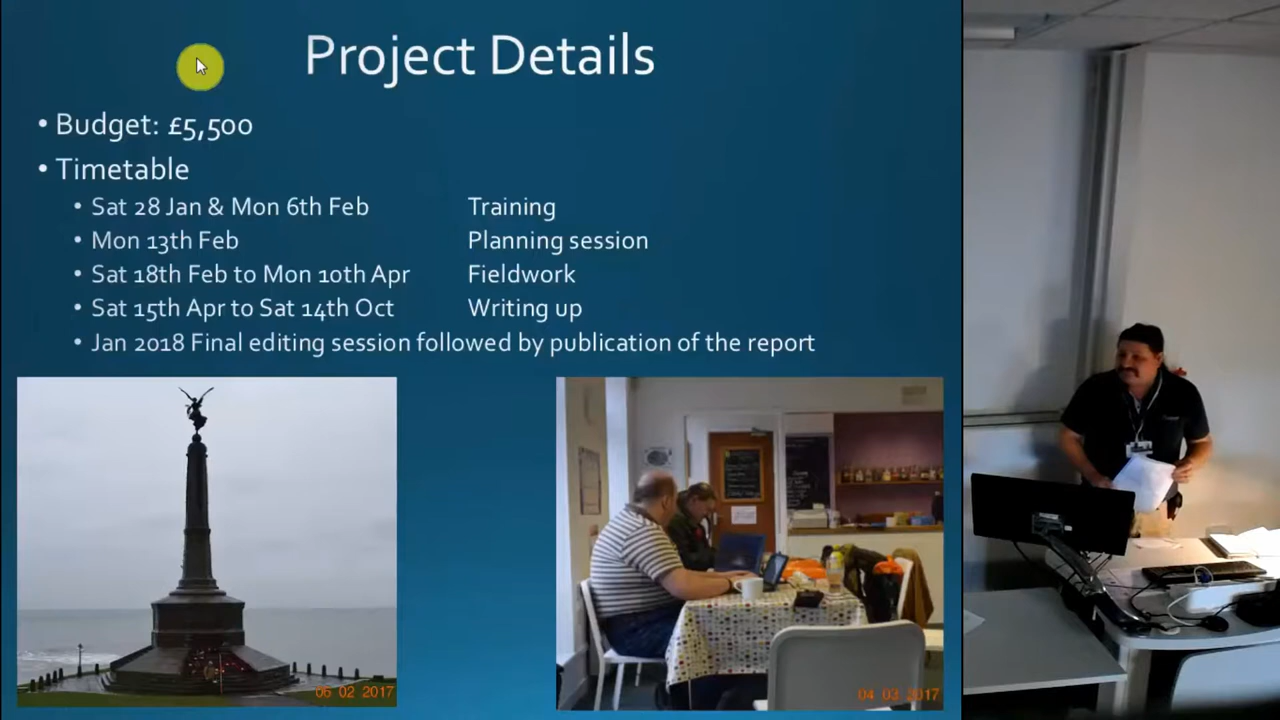 Project Details
• Budget: £5,500
• Timetable
• Sat 28 Jan & Mon 6th Feb Training
• Mon 13th Feb Planning session
• Sat 18th Feb to Mon 10th Apr Fieldwork
• Sat 15th Apr to Sat 14th Oct Writing up
• Jan 2018 Final editing session followed by publication of the report
06 02 2017
04 03 2017